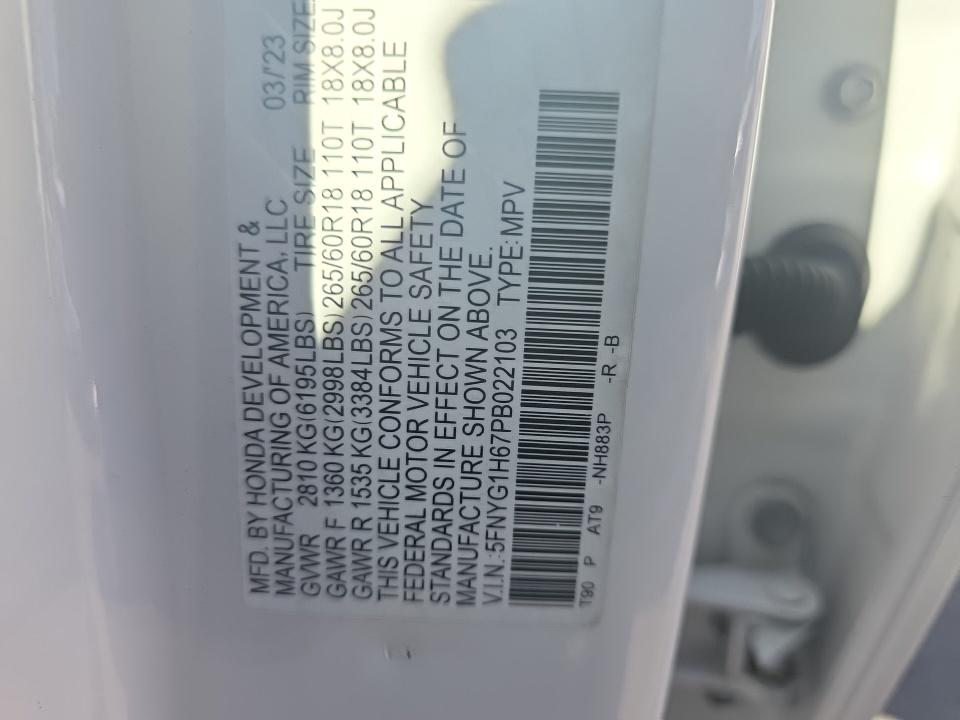 MFD. BY HONDA DEVELOPMENT &
MANUFACTURING OF AMERICA, LLC 03/'23
GVWR 2810 KG(6195LBS) TIRE SIZE RIM SIZE
GAWR F 1360 KG(2998LBS) 265/60R18 110T 18X8.0J
GAWR R 1535 KG(3384LBS) 265/60R18 110T 18X8.0J
THIS VEHICLE CONFORMS TO ALL APPLICABLE
FEDERAL MOTOR VEHICLE SAFETY
STANDARDS IN EFFECT ON THE DATE OF
MANUFACTURE SHOWN ABOVE.
V.I.N.:5FNYG1H67PB022103 TYPE:MPV
T90 P AT9 -NH883P -R -B